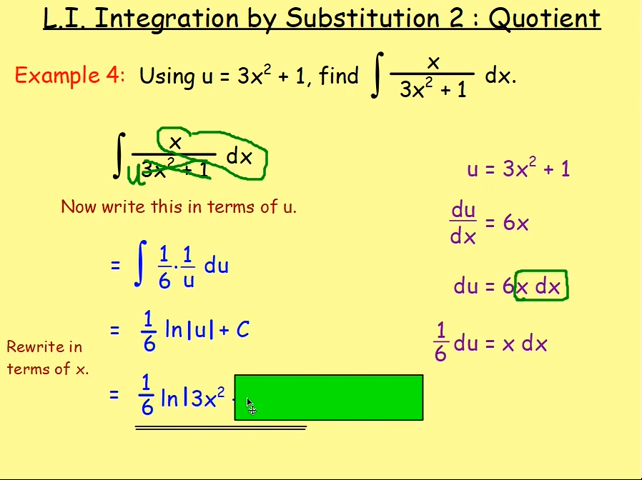 L.I. Integration by Substitution 2 : Quotient
Example 4: Using u = 3x² + 1, find ∫ x / (3x² + 1) dx.
∫ x / (3x² + 1) dx
u
Now write this in terms of u.
= ∫ 1/6 · 1/u du
= 1/6 ln|u| + C
Rewrite in
terms of x.
= 1/6 ln|3x²
u = 3x² + 1
du/dx = 6x
du = 6x dx
1/6 du = x dx